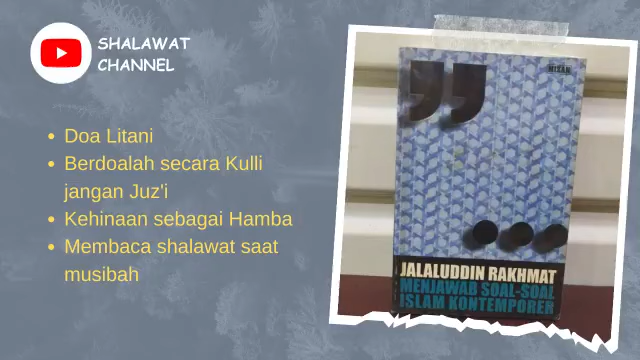 SHALAWAT
CHANNEL
• Doa Litani
• Berdoalah secara Kulli
jangan Juz'i
• Kehinaan sebagai Hamba
• Membaca shalawat saat
musibah
MIZAN
JALALUDDIN RAKHMAT
MENJAWAB SOAL-SOAL
ISLAM KONTEMPORER